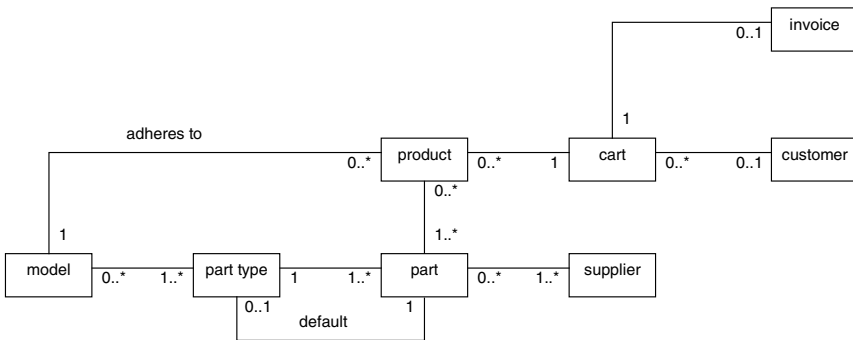 invoice
0..1
1
adheres to
product
cart
customer
0..*
0..*
1
0..*
0..1
0..*
1
1..*
model
part type
part
supplier
0..*
1..*
1
1..*
0..*
1..*
0..1
1
default